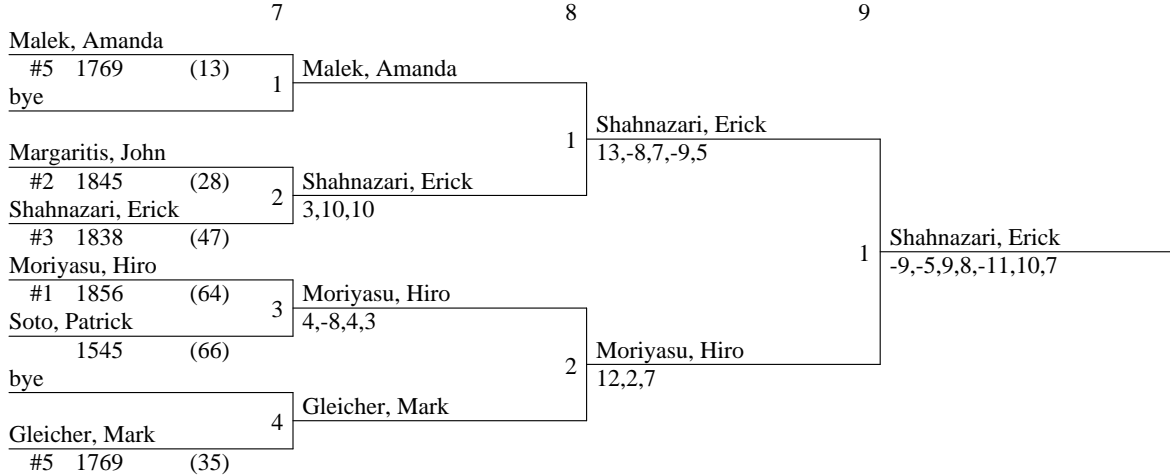 7 8 9
Malek, Amanda
#5 1769 (13)
bye
1
Malek, Amanda
Margaritis, John
#2 1845 (28)
Shahnazari, Erick
#3 1838 (47)
2
Shahnazari, Erick
3,10,10
1
Shahnazari, Erick
13,-8,7,-9,5
Moriyasu, Hiro
#1 1856 (64)
Soto, Patrick
1545 (66)
3
Moriyasu, Hiro
4,-8,4,3
bye
Gleicher, Mark
#5 1769 (35)
4
Gleicher, Mark
2
Moriyasu, Hiro
12,2,7
1
Shahnazari, Erick
-9,-5,9,8,-11,10,7